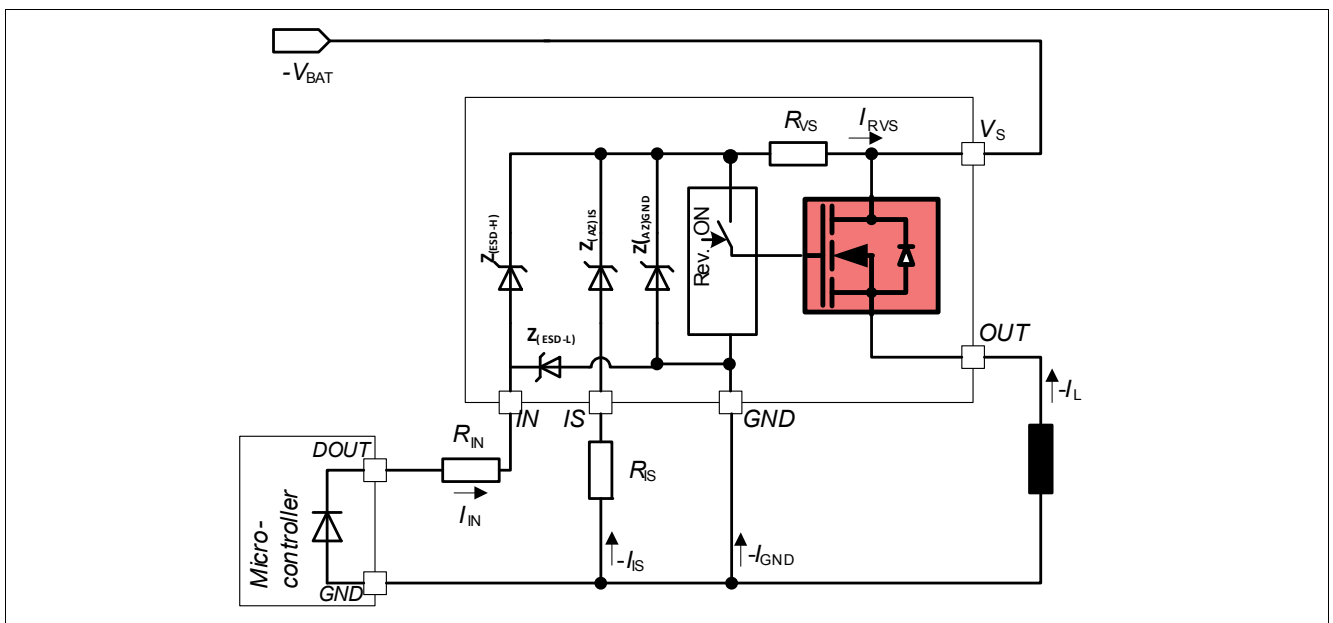 -VBAT
RVS
IRVS
VS
Z(ESD-H)
Z(AZ)IS
Z(AZ)GND
Rev. ON
Z(ESD-L)
OUT
-IL
IN
IS
GND
DOUT
RIN
IIN
RIS
-IIS
-IGND
Micro-
controller
GND